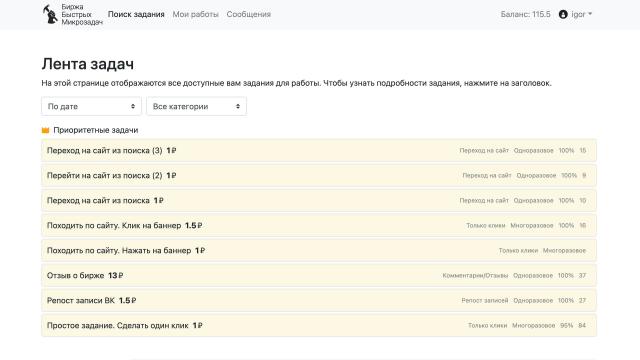 Биржа
Быстрых
Микрозадач
Поиск задания Мои работы Сообщения Баланс: 115.5 igor
Лента задач
На этой странице отображаются все доступные вам задания для работы. Чтобы узнать подробности задания, нажмите на заголовок.
По дате Все категории
Приоритетные задачи
Переход на сайт из поиска (3) 1 ₽ Переход на сайт Одноразовое 100% 15
Перейти на сайт из поиска (2) 1 ₽ Переход на сайт Одноразовое 100% 9
Переход на сайт из поиска 1 ₽ Переход на сайт Одноразовое 100% 10
Походить по сайту. Клик на баннер 1.5 ₽ Только клики Многоразовое 100% 16
Походить по сайту. Нажать на баннер 1 ₽ Только клики Многоразовое
Отзыв о бирже 13 ₽ Комментарии/Отзывы Одноразовое 100% 37
Репост записи ВК 1.5 ₽ Репост записей Одноразовое 100% 27
Простое задание. Сделать один клик 1 ₽ Только клики Многоразовое 95% 84